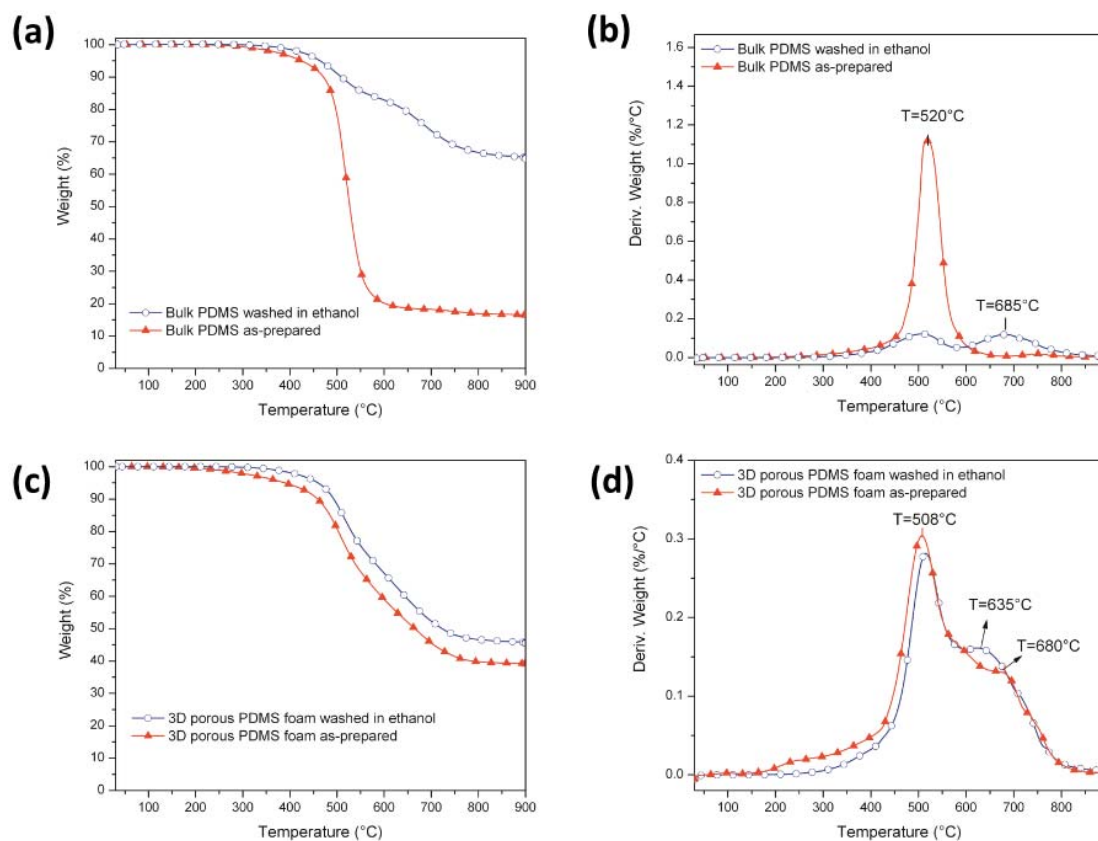 (a)
100
90
80
70
60
50
40
30
20
10
0
Weight (%)
Bulk PDMS washed in ethanol
Bulk PDMS as-prepared
100 200 300 400 500 600 700 800 900
Temperature (°C)
(b)
1.6
1.4
1.2
1.0
0.8
0.6
0.4
0.2
0.0
Deriv. Weight (%/°C)
Bulk PDMS washed in ethanol
Bulk PDMS as-prepared
T=520°C
T=685°C
100 200 300 400 500 600 700 800
Temperature (°C)
(c)
100
90
80
70
60
50
40
30
20
10
0
Weight (%)
3D porous PDMS foam washed in ethanol
3D porous PDMS foam as-prepared
100 200 300 400 500 600 700 800 900
Temperature (°C)
(d)
0.4
0.3
0.2
0.1
0.0
Deriv. Weight (%/°C)
3D porous PDMS foam washed in ethanol
3D porous PDMS foam as-prepared
T=508°C
T=635°C
T=680°C
100 200 300 400 500 600 700 800
Temperature (°C)